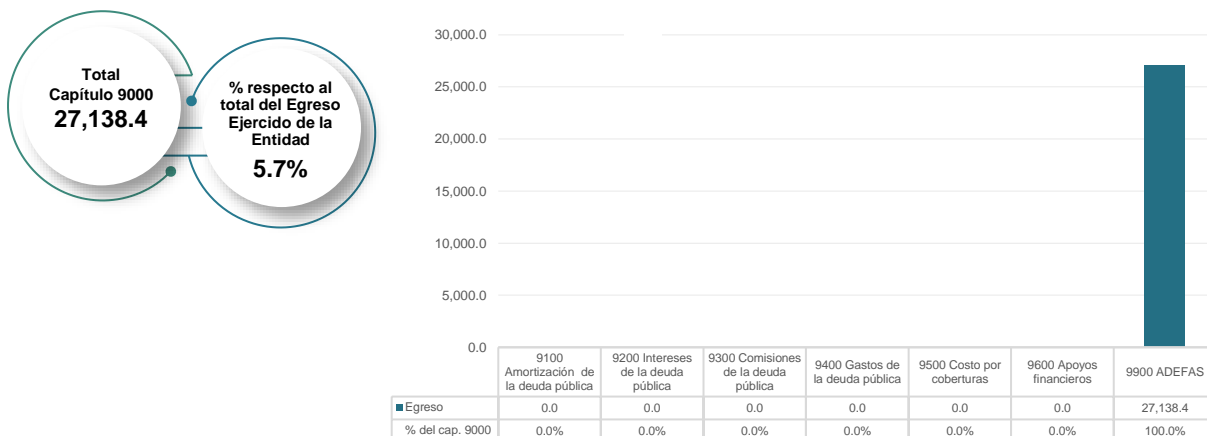 Total
Capítulo 9000
27,138.4
% respecto al
total del Egreso
Ejercido de la
Entidad
5.7%
30,000.0
25,000.0
20,000.0
15,000.0
10,000.0
5,000.0
0.0
9100
Amortización de
la deuda pública
9200 Intereses
de la deuda
pública
9300 Comisiones
de la deuda
pública
9400 Gastos de
la deuda pública
9500 Costo por
coberturas
9600 Apoyos
financieros
9900 ADEFAS
Egreso 0.0 0.0 0.0 0.0 0.0 0.0 27,138.4
% del cap. 9000 0.0% 0.0% 0.0% 0.0% 0.0% 0.0% 100.0%